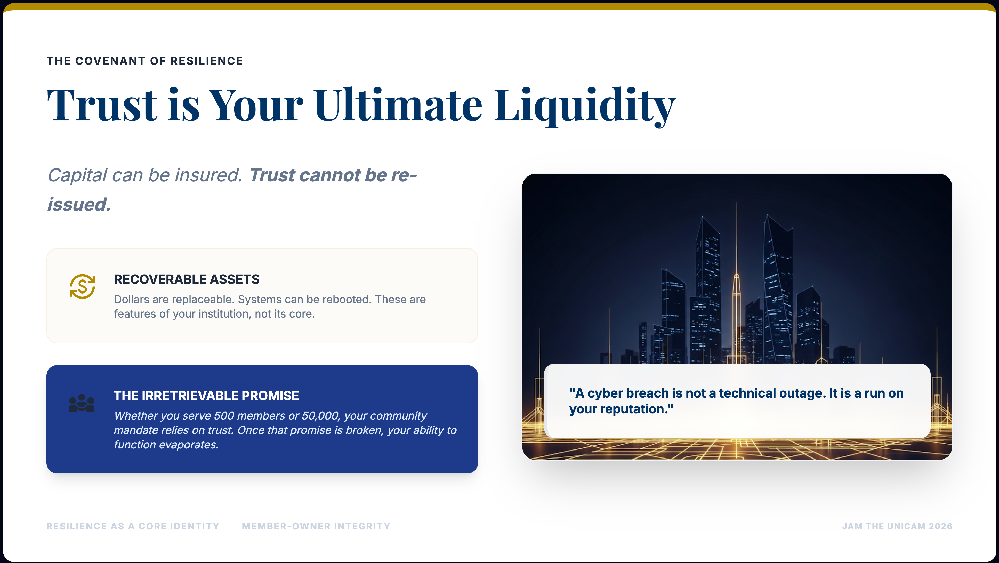 THE COVENANT OF RESILIENCE
Trust is Your Ultimate Liquidity
Capital can be insured. Trust cannot be re-
issued.
RECOVERABLE ASSETS
Dollars are replaceable. Systems can be rebooted. These are
features of your institution, not its core.
THE IRRETRIEVABLE PROMISE
Whether you serve 500 members or 50,000, your community
mandate relies on trust. Once that promise is broken, your ability to
function evaporates.
"A cyber breach is not a technical outage. It is a run on
your reputation."
RESILIENCE AS A CORE IDENTITY
MEMBER-OWNER INTEGRITY
JAM THE UNICAM 2026